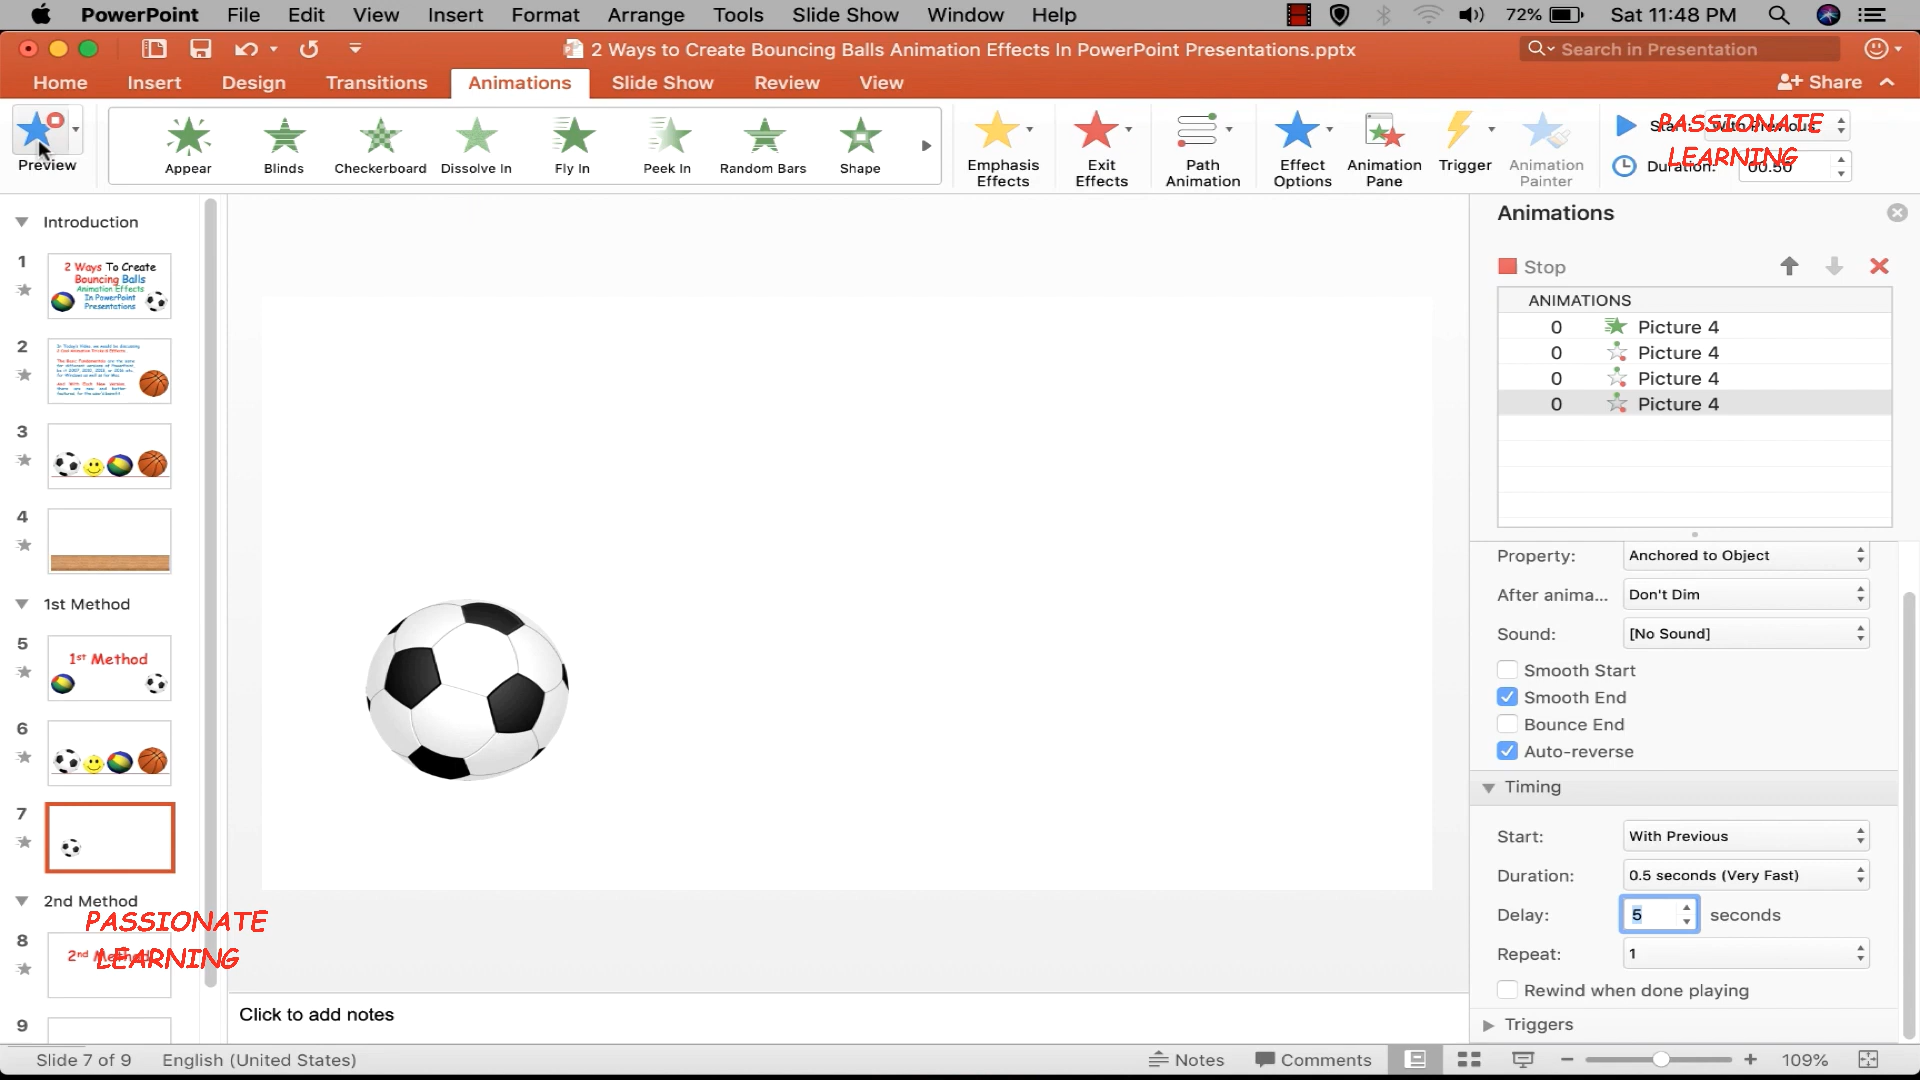 PowerPoint File Edit View Insert Format Arrange Tools Slide Show Window Help 72% Sat 11:48 PM
2 Ways to Create Bouncing Balls Animation Effects In PowerPoint Presentations.pptx Search in Presentation
Home Insert Design Transitions Animations Slide Show Review View Share
Preview
Appear Blinds Checkerboard Dissolve In Fly In Peek In Random Bars Shape
Emphasis Effects
Exit Effects
Path Animation
Effect Options
Animation Pane
Trigger
Animation Painter
Start: With Previous
Duration: 00.50
PASSIONATE
LEARNING
Introduction
1
2 Ways To Create
Bouncing Balls
Animation Effects
In PowerPoint
Presentations
2
3
4
1st Method
5
1st Method
6
7
2nd Method
PASSIONATE
LEARNING
8
2nd Method
9
Click to add notes
Animations
Stop
ANIMATIONS
0 Picture 4
0 Picture 4
0 Picture 4
0 Picture 4
Property: Anchored to Object
After anima... Don't Dim
Sound: [No Sound]
Smooth Start
Smooth End
Bounce End
Auto-reverse
Timing
Start: With Previous
Duration: 0.5 seconds (Very Fast)
Delay: 5 seconds
Repeat: 1
Rewind when done playing
Triggers
Slide 7 of 9 English (United States) Notes Comments 109%